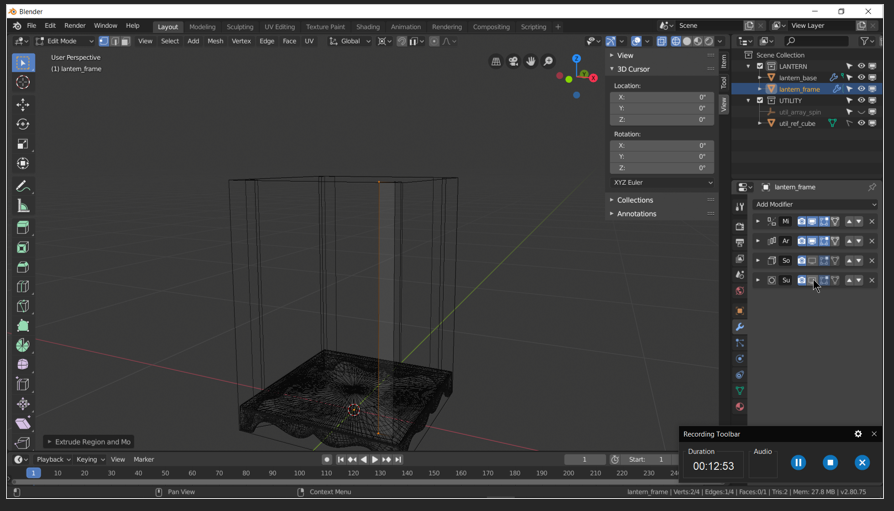 Blender
File Edit Render Window Help Layout Modeling Sculpting UV Editing Texture Paint Shading Animation Rendering Compositing Scripting + Scene View Layer
Edit Mode View Select Add Mesh Vertex Edge Face UV Global
User Perspective
(1) lantern_frame
View
3D Cursor
Location:
X: 0"
Y: 0"
Z: 0"
Rotation:
X: 0°
Y: 0°
Z: 0°
XYZ Euler
Collections
Annotations
Item
Tool
View
X
Y
Z
Scene Collection
LANTERN
lantern_base
lantern_frame
UTILITY
util_array_spin
util_ref_cube
lantern_frame
Add Modifier
Mi
Ar
So
Su
Extrude Region and Mo
Recording Toolbar
Duration
00:12:53
Audio
Playback Keying View Marker 1 Start: 1
1 10 20 30 40 50 60 70 80 90 100 110 120 130 140 150 160 170 180 190 200 210 220 230
Pan View Context Menu lantern_frame | Verts:2/4 | Edges:1/4 | Faces:0/1 | Tris:2 | Mem: 27.8 MB | v2.80.75